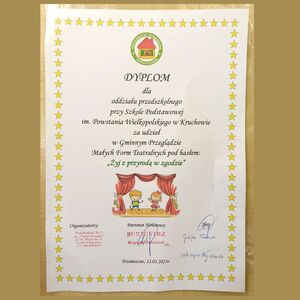 DYPLOM
dla
oddziału przedszkolnego
przy Szkole Podstawowej
im. Powstania Wielkopolskiego w Kruchowie
za udział
w Gminnym Przeglądzie
Małych Form Teatralnych pod hasłem:
„Żyj z przyrodą w zgodzie”
Organizatorzy
Patronat Honorowy
BURMISTRZ
Trzemeszno, 13.03.2025r.